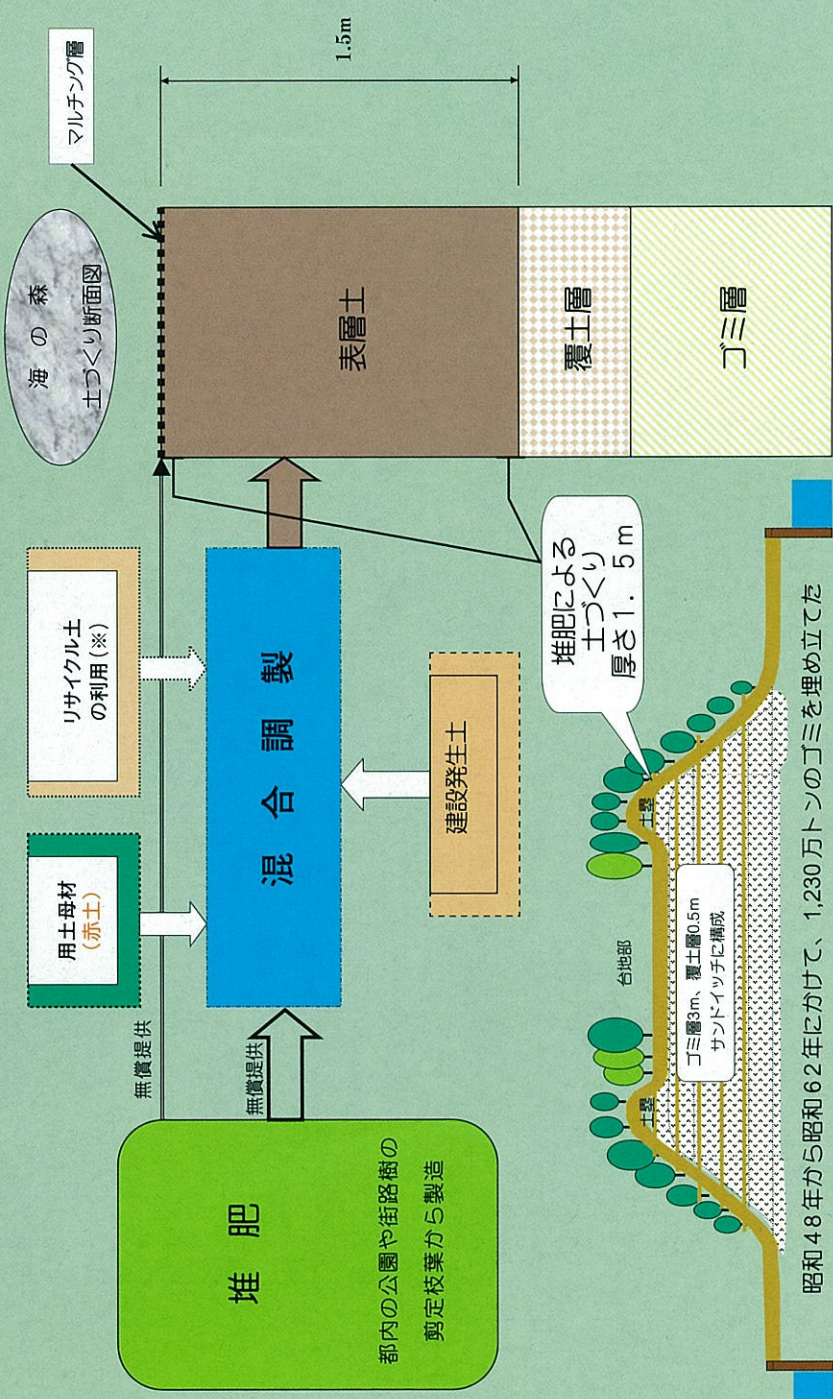 海の森
土づくり断面図
マルチング層
1.5m
表層土
覆土層
ゴミ層
用土母材
(赤土)
リサイクル土
の利用(※)
無償提供
無償提供
混合調製
堆肥
都内の公園や街路樹の
剪定枝葉から製造
建設発生土
堆肥による
土づくり
厚さ1.5m
台地部
土塁
土塁
ゴミ層3m、覆土層0.5m
サンドイッチに構成
昭和48年から昭和62年にかけて、1,230万トンのゴミを埋め立てた